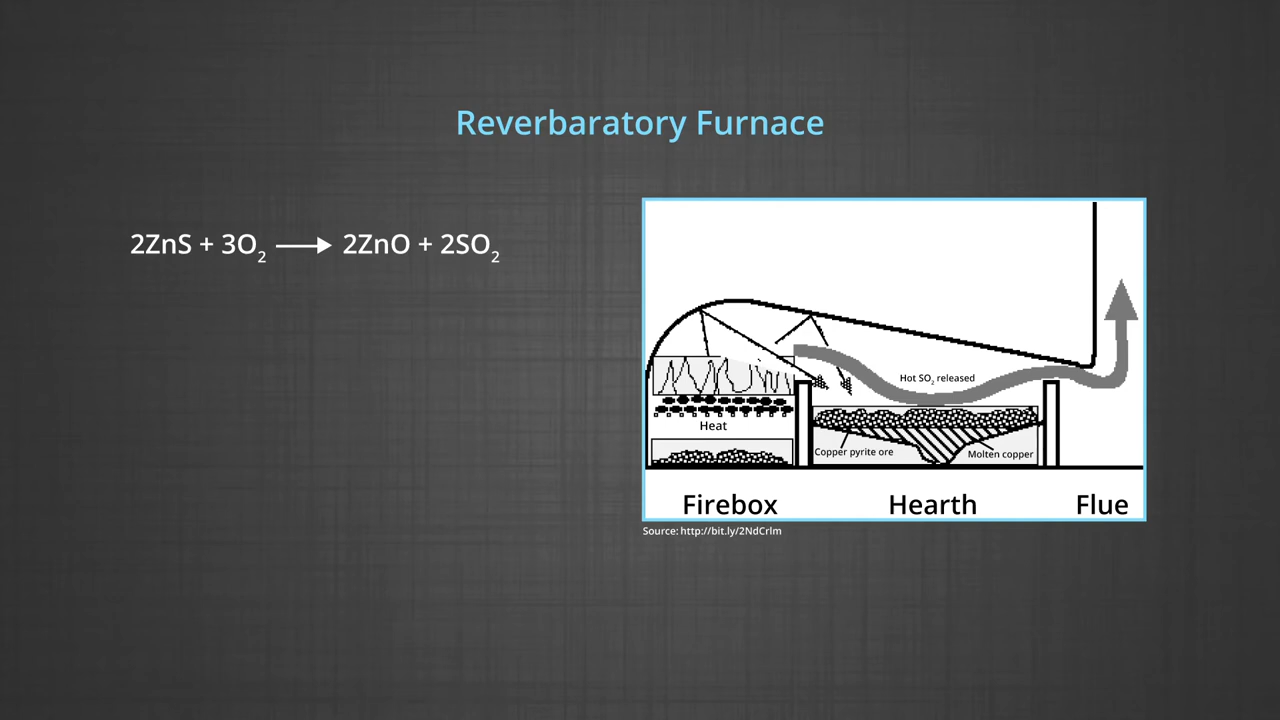 Reverbaratory Furnace
2ZnS + 3O₂ ⟶ 2ZnO + 2SO₂
Hot SO₂ released
Heat
Copper pyrite ore
Molten copper
Firebox
Hearth
Flue
Source: http://bit.ly/2NdCrlm